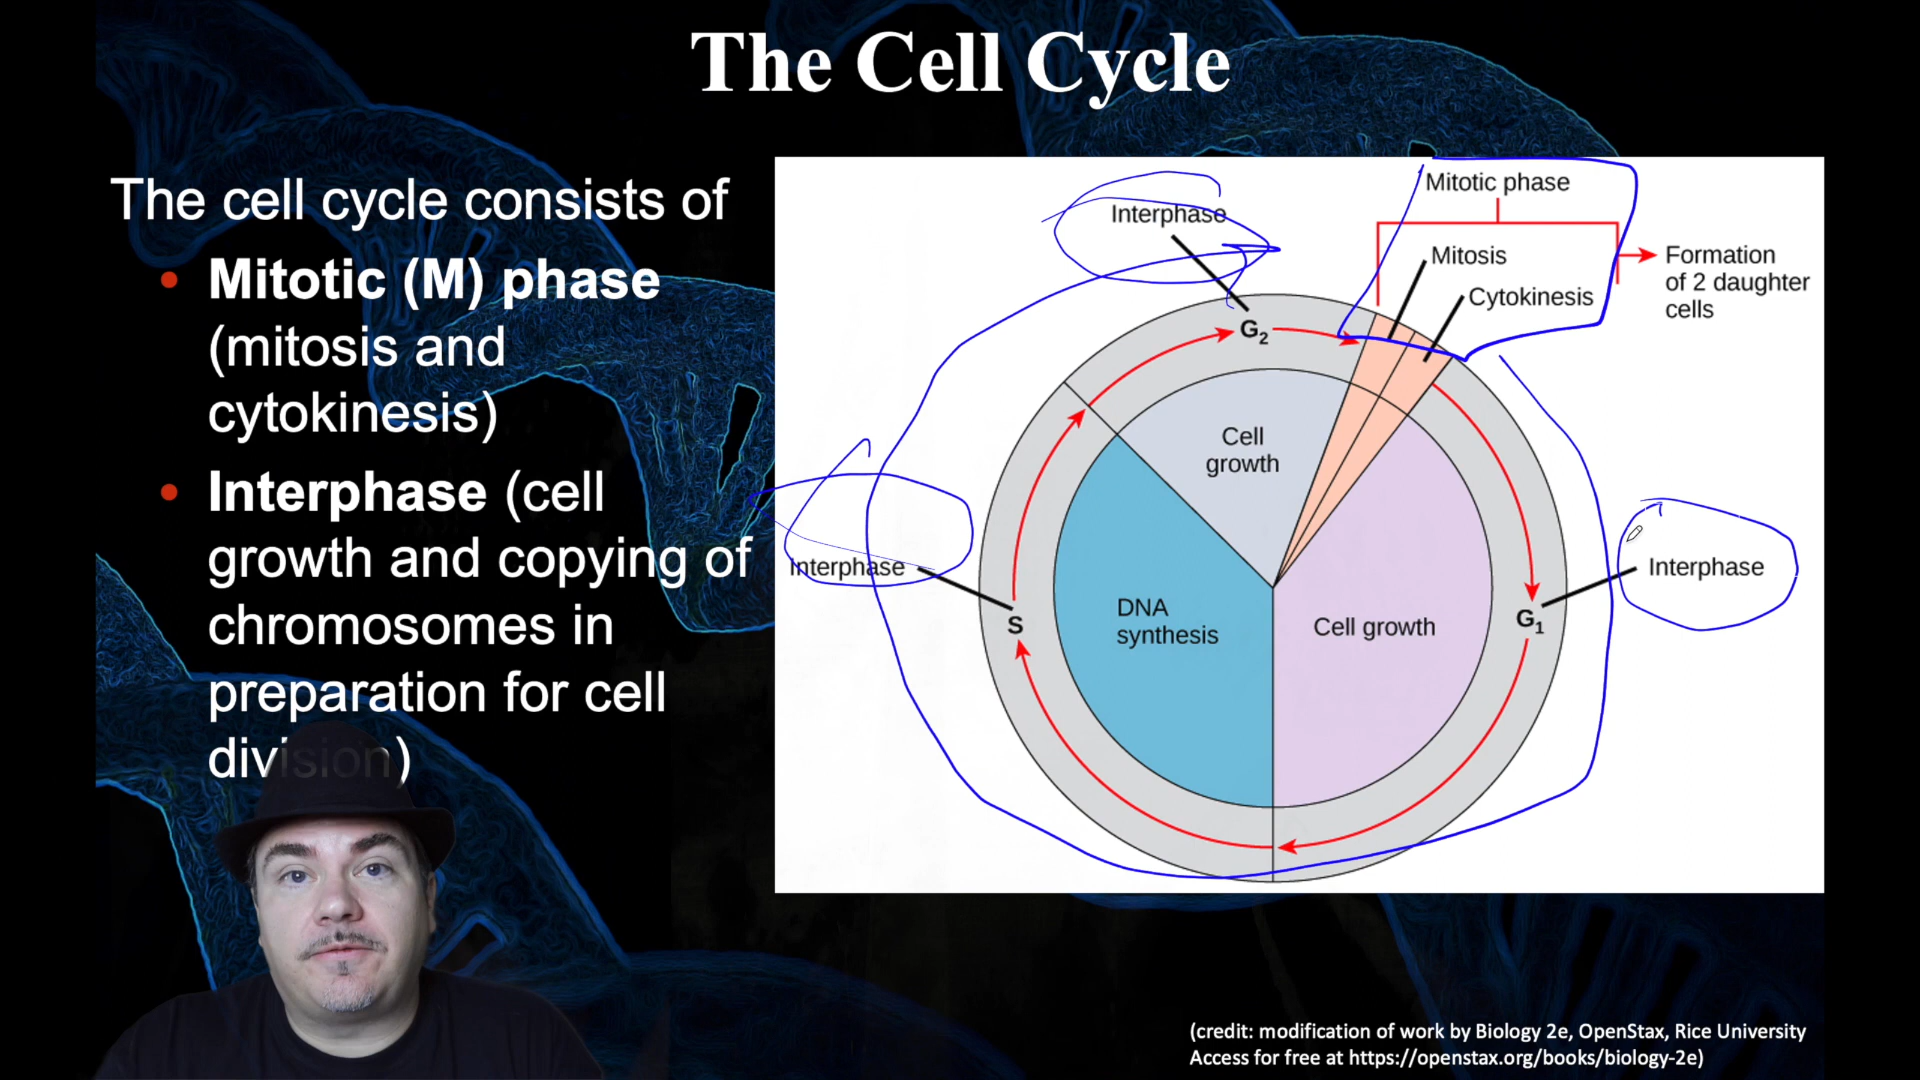 The Cell Cycle
The cell cycle consists of
• Mitotic (M) phase
(mitosis and
cytokinesis)
• Interphase (cell
growth and copying of
chromosomes in
preparation for cell
division)
Mitotic phase
Interphase
Mitosis
Cytokinesis
Formation
of 2 daughter
cells
G2
Cell
growth
Interphase
S
DNA
synthesis
Cell growth
G1
Interphase
(credit: modification of work by Biology 2e, OpenStax, Rice University
Access for free at https://openstax.org/books/biology-2e)